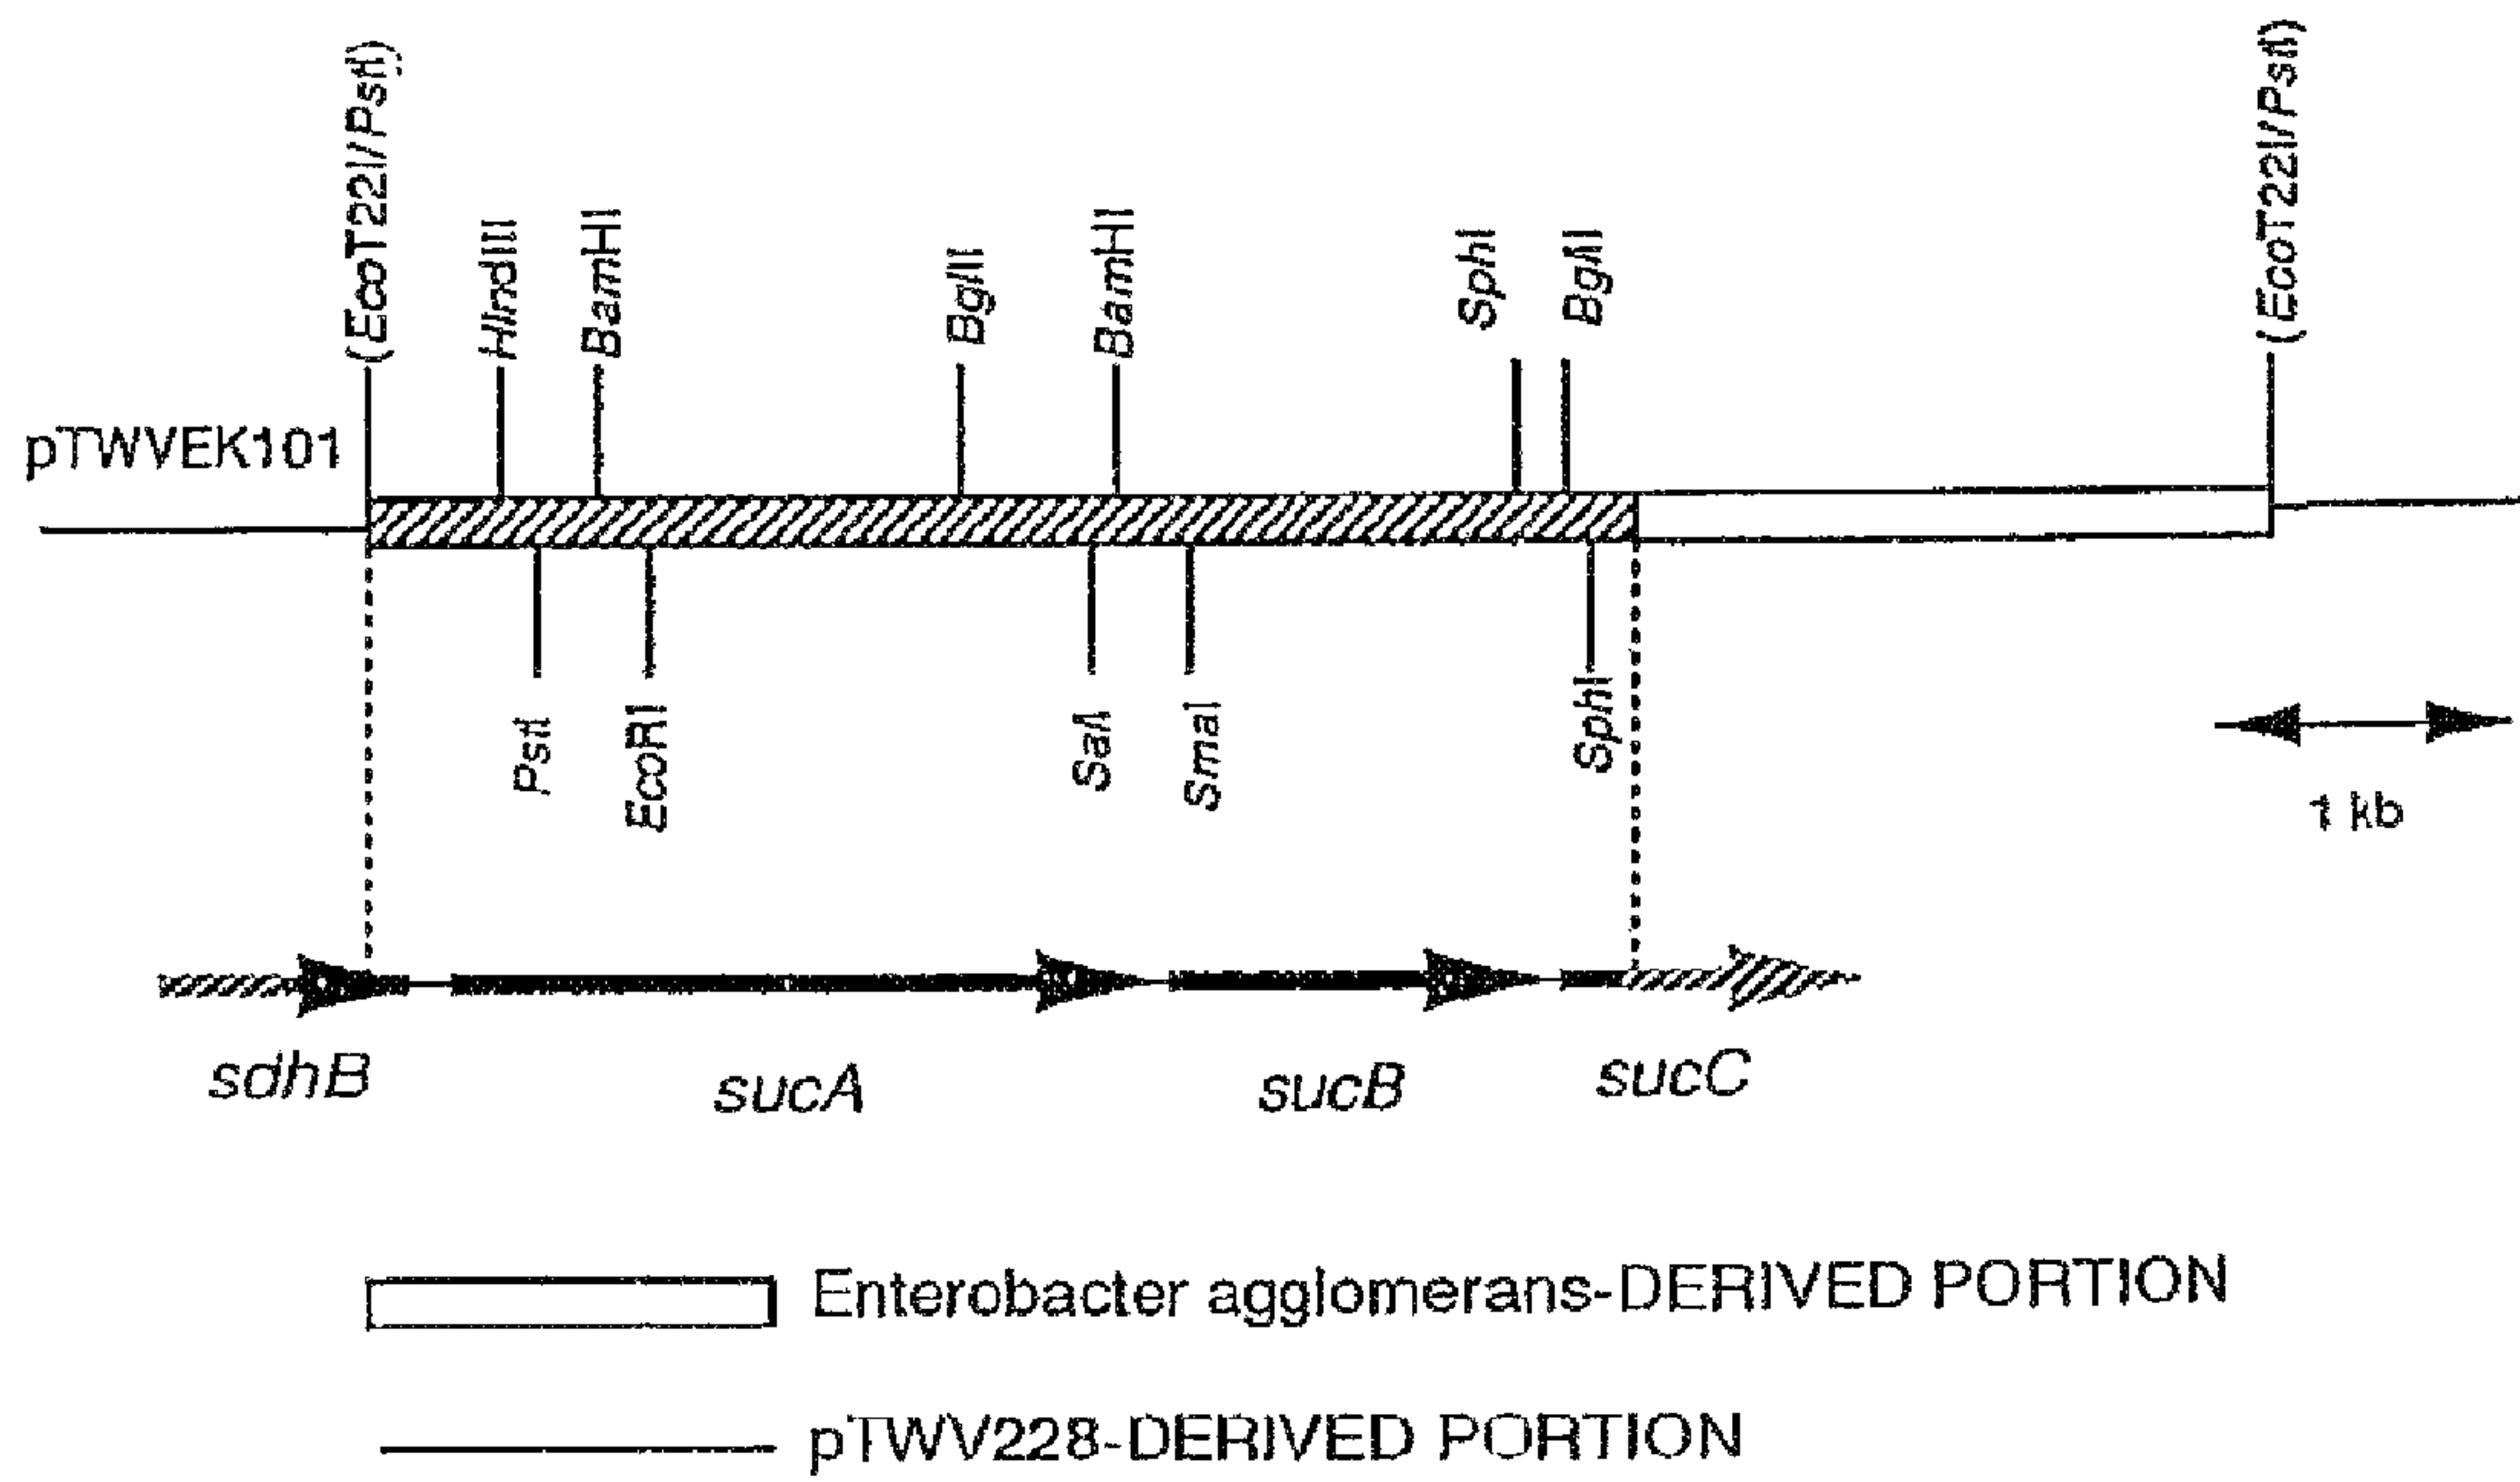 (EcoT22I/PstI)
(EcoT22I/PstI)
HindIII
BamHI
BglII
BamHI
SphI
BglII
pTWVEK101
PstI
EcoRI
SalI
SmaI
SphI
1 kb
sdhB
sucA
sucB
sucC
Enterobacter agglomerans-DERIVED PORTION
pTWV228-DERIVED PORTION